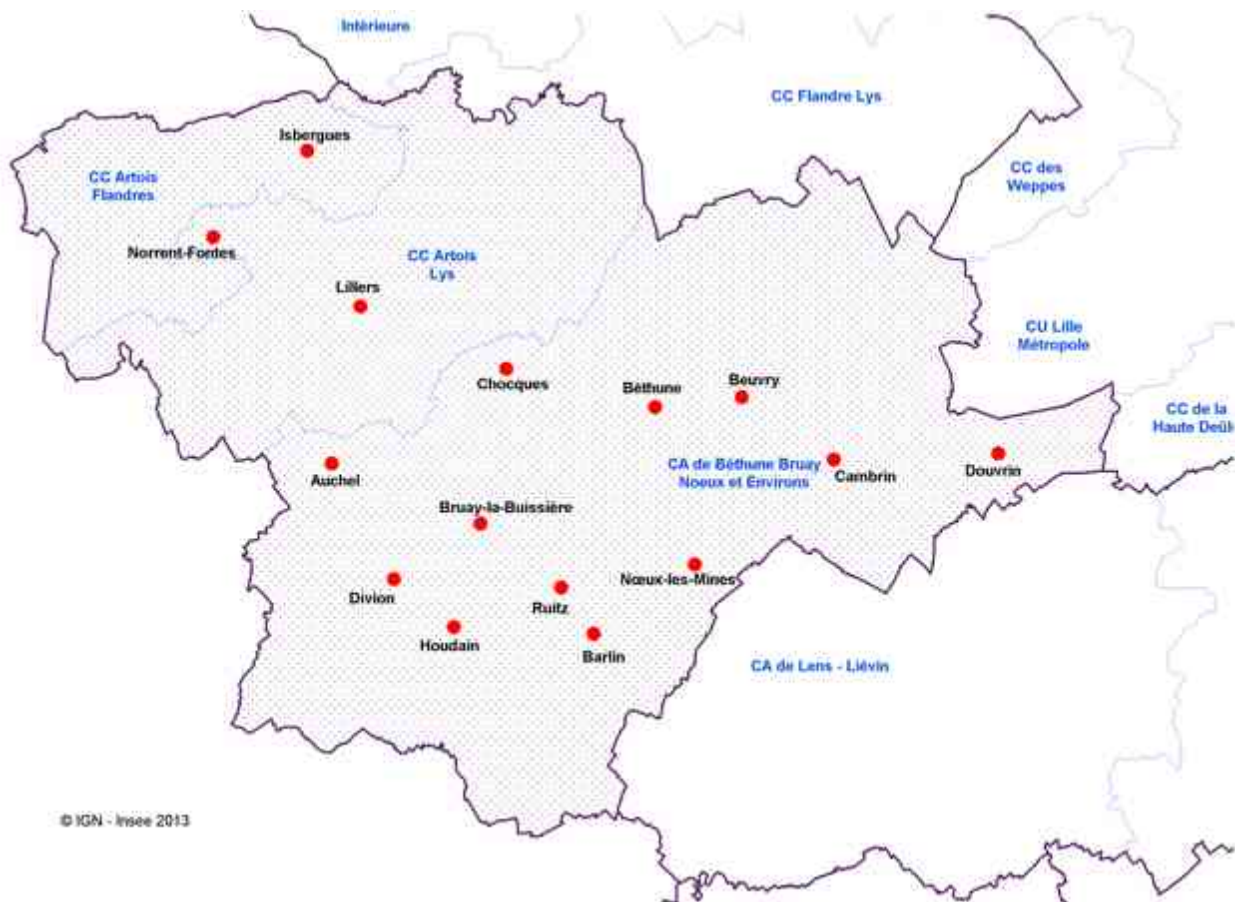 Intérieure
CC Flandre Lys
Isbergues
CC des
Weppes
CC Artois
Flandres
Norrent-Fontes
CC Artois
Lys
Lillers
CU Lille
Métropole
Chocques
Béthune
Beuvry
CC de la
Haute Deûl
CA de Béthune Bruay
Noeux et Environs
Cambrin
Douvrin
Auchel
Bruay-la-Buissière
Nœux-les-Mines
Divion
Ruitz
Houdain
Barlin
CA de Lens - Liévin
© IGN - Insee 2013